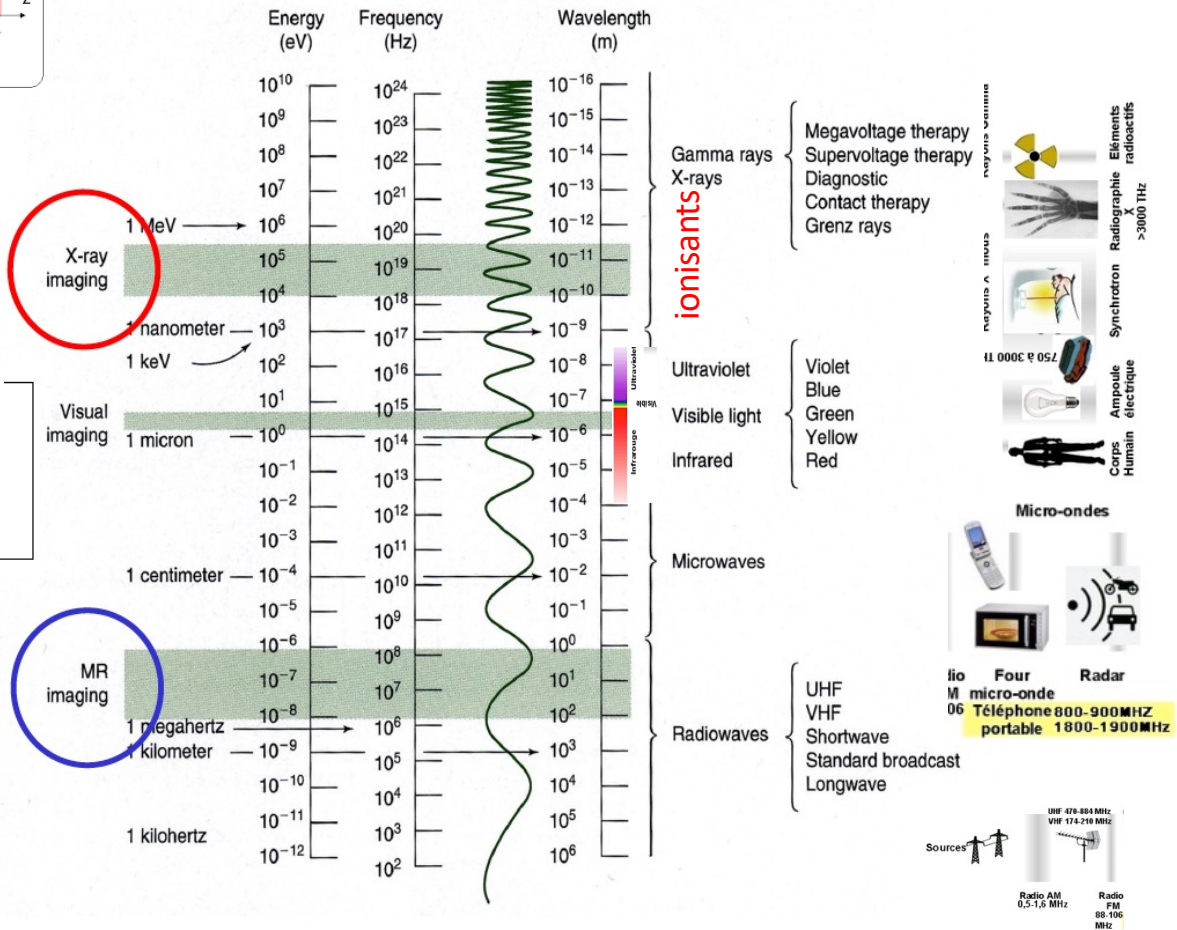 z
Energy
(eV)
Frequency
(Hz)
Wavelength
(m)
10¹⁰
10⁹
10⁸
10⁷
10⁶
10⁵
10⁴
10³
10²
10¹
10⁰
10⁻¹
10⁻²
10⁻³
10⁻⁴
10⁻⁵
10⁻⁶
10⁻⁷
10⁻⁸
10⁻⁹
10⁻¹⁰
10⁻¹¹
10⁻¹²
10²⁴
10²³
10²²
10²¹
10²⁰
10¹⁹
10¹⁸
10¹⁷
10¹⁶
10¹⁵
10¹⁴
10¹³
10¹²
10¹¹
10¹⁰
10⁹
10⁸
10⁷
10⁶
10⁵
10⁴
10³
10²
10⁻¹⁶
10⁻¹⁵
10⁻¹⁴
10⁻¹³
10⁻¹²
10⁻¹¹
10⁻¹⁰
10⁻⁹
10⁻⁸
10⁻⁷
10⁻⁶
10⁻⁵
10⁻⁴
10⁻³
10⁻²
10⁻¹
10⁰
10¹
10²
10³
10⁴
10⁵
10⁶
1 MeV
X-ray
imaging
1 nanometer
1 keV
Visual
imaging
1 micron
1 centimeter
MR
imaging
1 megahertz
1 kilometer
1 kilohertz
Ultraviolet
Visible
Infrarouge
Gamma rays
X-rays
ionisants
Megavoltage therapy
Supervoltage therapy
Diagnostic
Contact therapy
Grenz rays
Ultraviolet
Visible light
Infrared
Violet
Blue
Green
Yellow
Red
Microwaves
Radiowaves
UHF
VHF
Shortwave
Standard broadcast
Longwave
Rayons Gamma
Eléments
radioactifs
Radiographie
X
>3000 THz
Rayons X mous
Synchrotron
750 à 3000 TH
Ampoule
électrique
Corps
Humain
Micro-ondes
dio
M
06
Four
micro-onde
Radar
Téléphone 800-900MHZ
portable 1800-1900MHz
UHF 470-884 MHz
VHF 174-210 MHz
Sources
Radio AM
0,5-1,6 MHz
Radio
FM
88-106
MHz